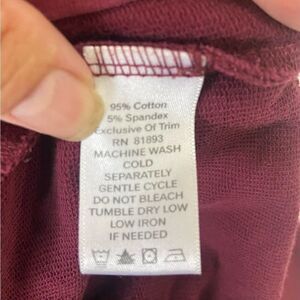 95% Cotton
5% Spandex
Exclusive Of Trim
RN 81893
MACHINE WASH
COLD
SEPARATELY
GENTLE CYCLE
DO NOT BLEACH
TUMBLE DRY LOW
LOW IRON
IF NEEDED